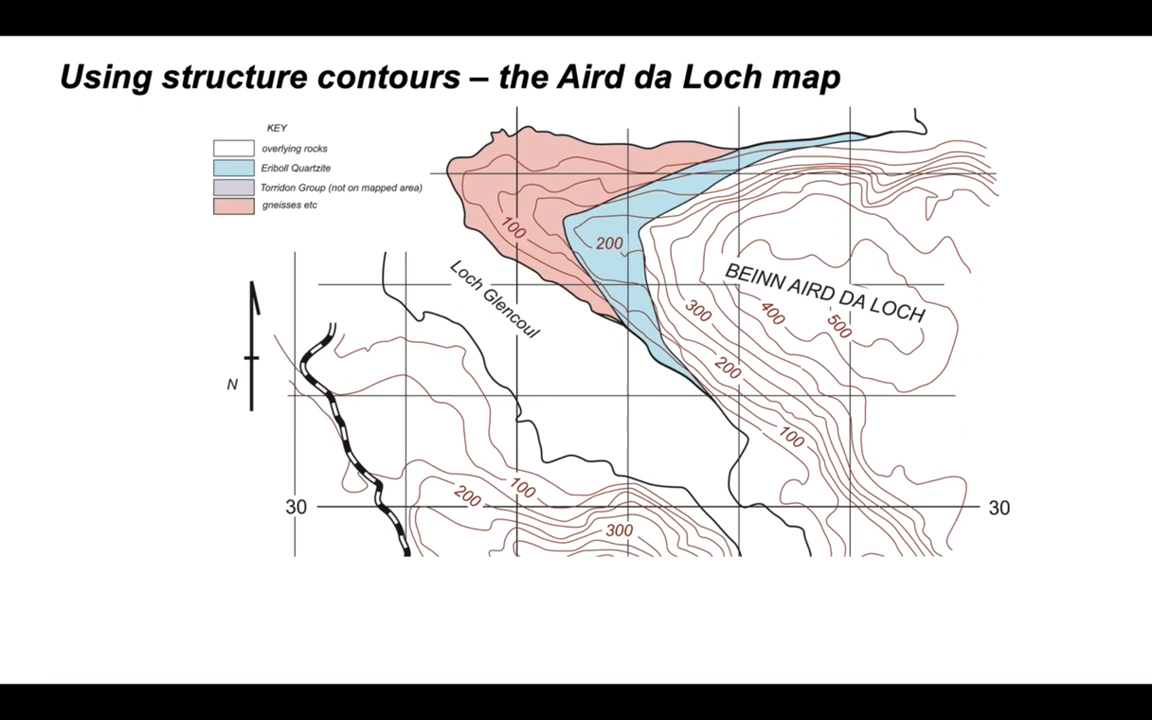 Using structure contours – the Aird da Loch map
KEY
overlying rocks
Eriboll Quartzite
Torridon Group (not on mapped area)
gneisses etc
100
200
Loch Glencoul
BEINN AIRD DA LOCH
300
400
500
200
N
100
200
100
30
300
30